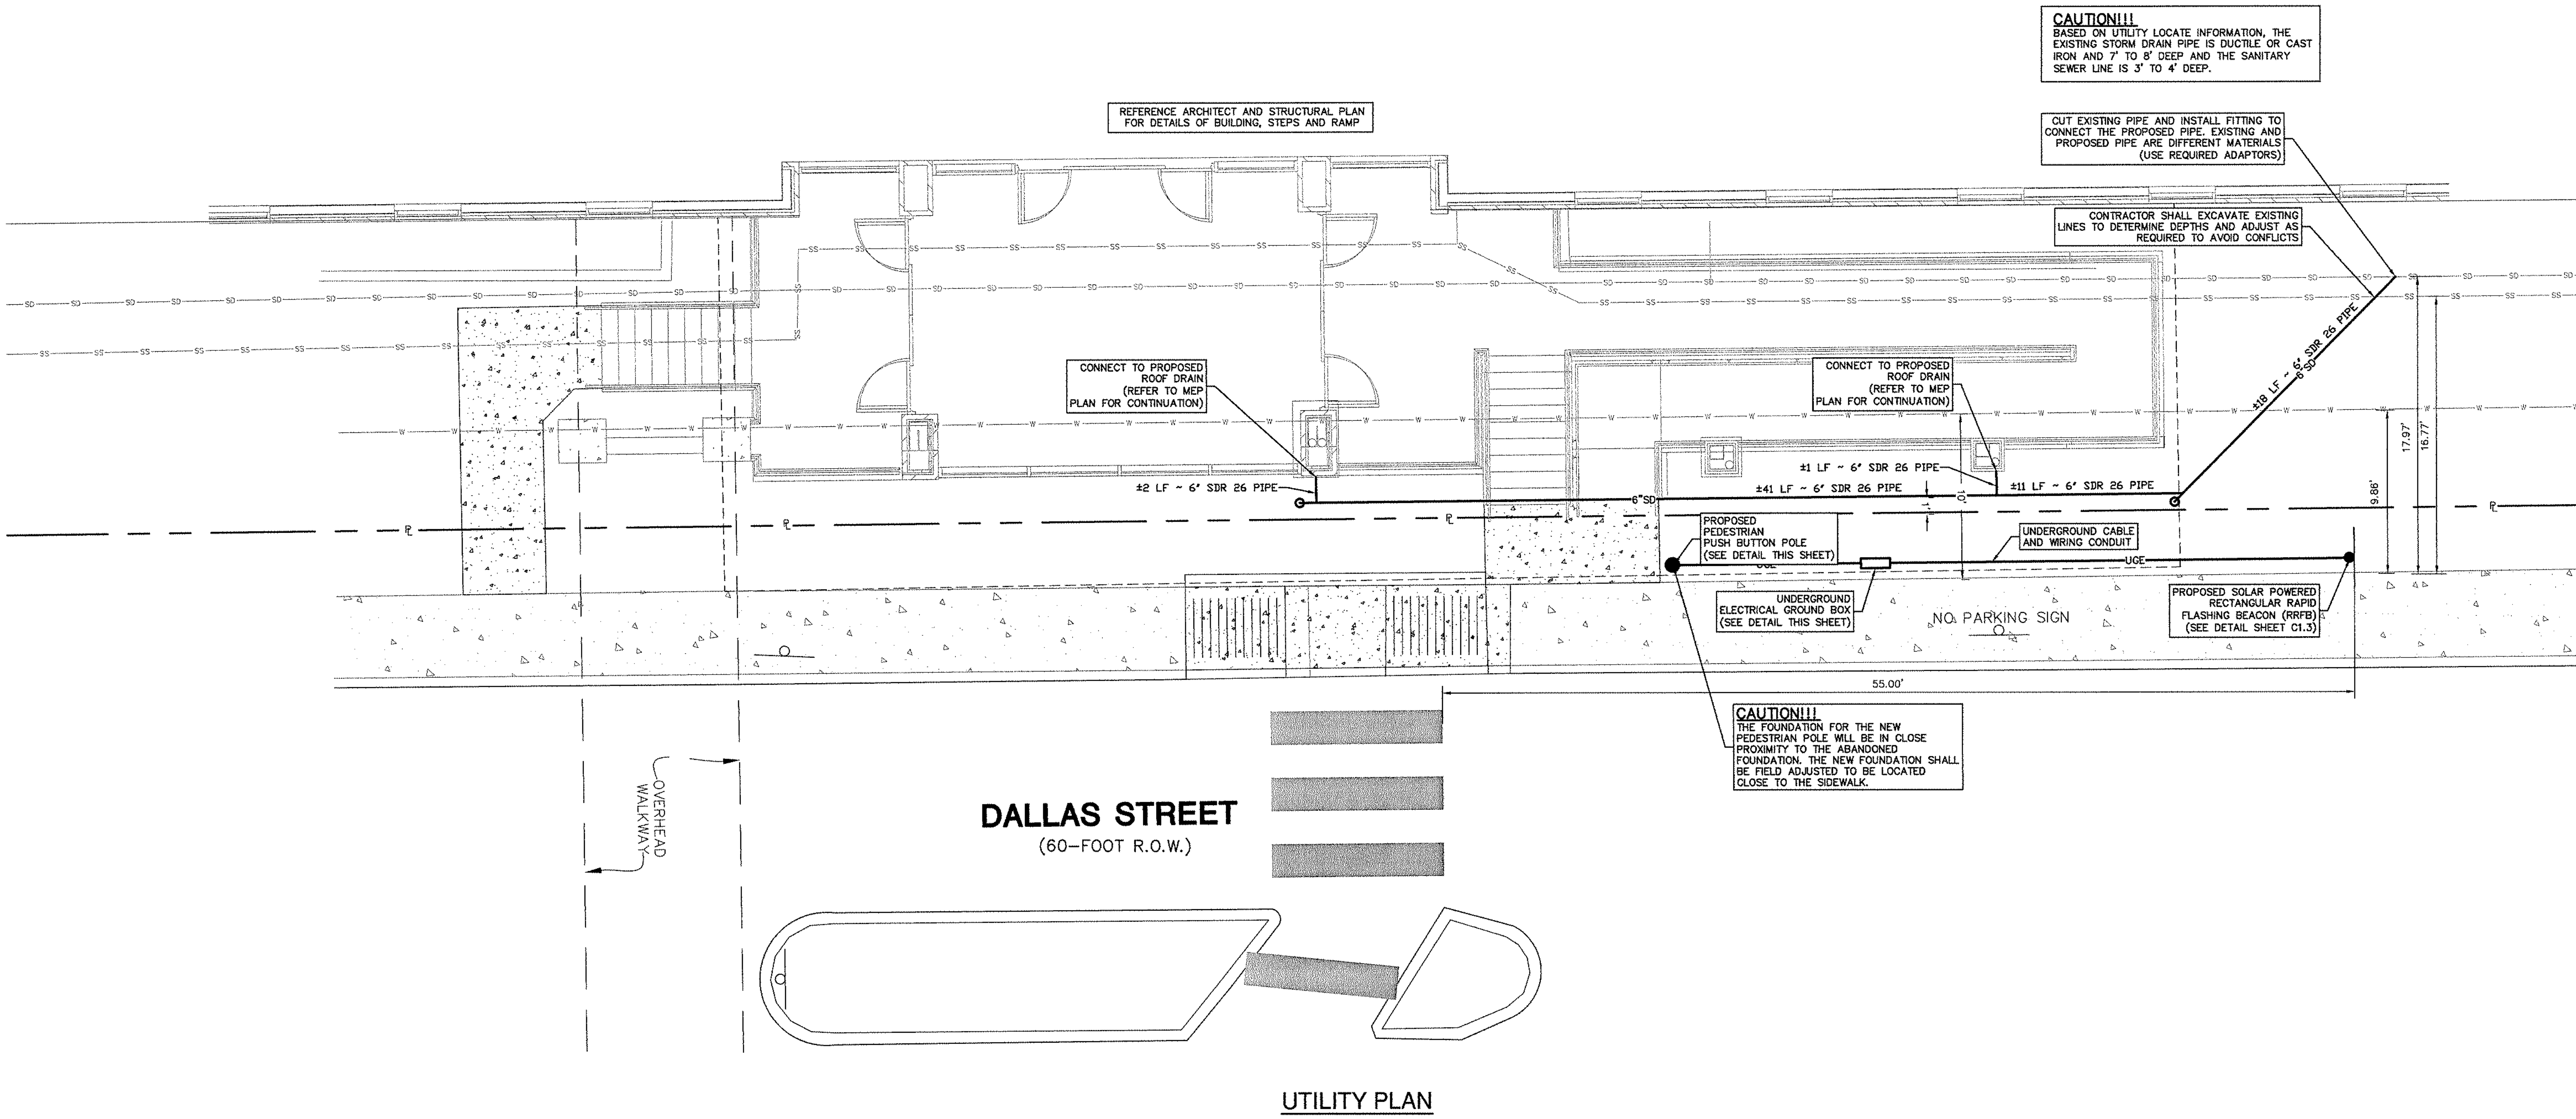 CAUTION!!!
BASED ON UTILITY LOCATE INFORMATION, THE
EXISTING STORM DRAIN PIPE IS DUCTILE OR CAST
IRON AND 7' TO 8' DEEP AND THE SANITARY
SEWER LINE IS 3' TO 4' DEEP.
REFERENCE ARCHITECT AND STRUCTURAL PLAN
FOR DETAILS OF BUILDING, STEPS AND RAMP
CUT EXISTING PIPE AND INSTALL FITTING TO
CONNECT THE PROPOSED PIPE. EXISTING AND
PROPOSED PIPE ARE DIFFERENT MATERIALS
(USE REQUIRED ADAPTORS)
CONTRACTOR SHALL EXCAVATE EXISTING
LINES TO DETERMINE DEPTHS AND ADJUST AS
REQUIRED TO AVOID CONFLICTS
CONNECT TO PROPOSED
ROOF DRAIN
(REFER TO MEP
PLAN FOR CONTINUATION)
CONNECT TO PROPOSED
ROOF DRAIN
(REFER TO MEP
PLAN FOR CONTINUATION)
±18 LF ~ 6" SDR 26 PIPE
6"SD
17.97'
16.77'
9.86'
±2 LF ~ 6" SDR 26 PIPE
±1 LF ~ 6" SDR 26 PIPE
6"SD
±41 LF ~ 6" SDR 26 PIPE
±11 LF ~ 6" SDR 26 PIPE
1'
10'
PROPOSED
PEDESTRIAN
PUSH BUTTON POLE
(SEE DETAIL THIS SHEET)
UNDERGROUND CABLE
AND WIRING CONDUIT
UGE
UNDERGROUND
ELECTRICAL GROUND BOX
(SEE DETAIL THIS SHEET)
NO PARKING SIGN
PROPOSED SOLAR POWERED
RECTANGULAR RAPID
FLASHING BEACON (RRFB)
(SEE DETAIL SHEET C1.3)
55.00'
CAUTION!!!
THE FOUNDATION FOR THE NEW
PEDESTRIAN POLE WILL BE IN CLOSE
PROXIMITY TO THE ABANDONED
FOUNDATION. THE NEW FOUNDATION SHALL
BE FIELD ADJUSTED TO BE LOCATED
CLOSE TO THE SIDEWALK.
OVERHEAD
WALKWAY
DALLAS STREET
(60-FOOT R.O.W.)
UTILITY PLAN